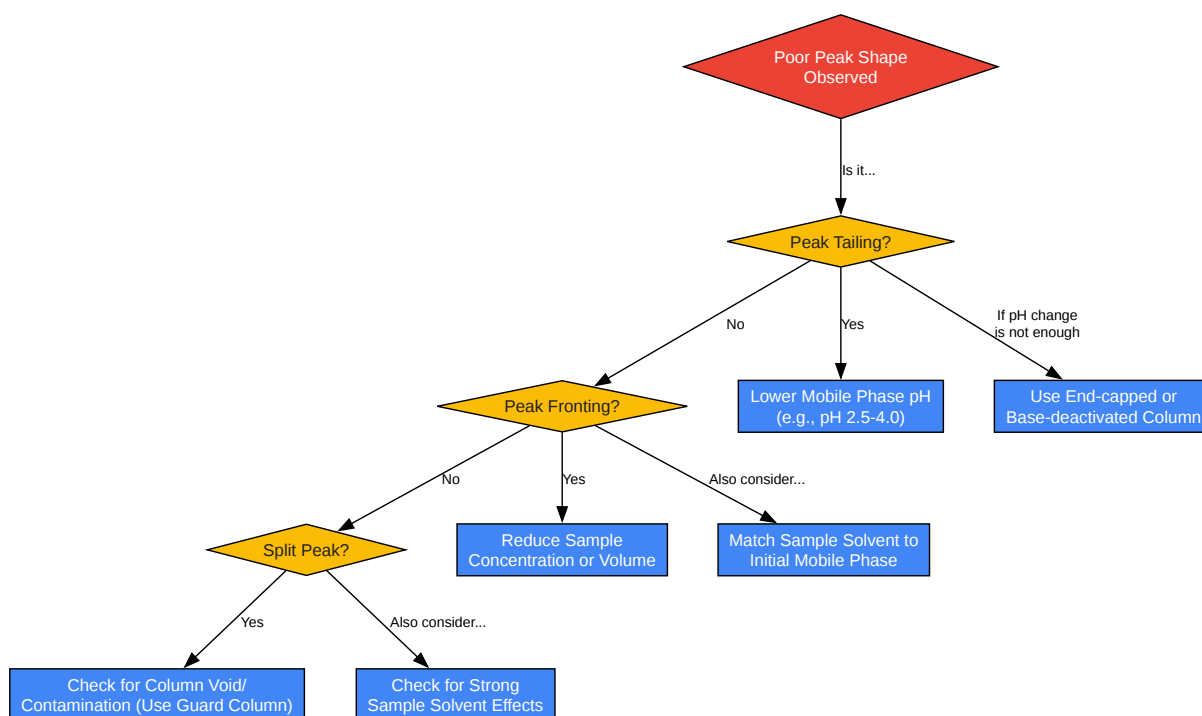 Poor Peak Shape
Observed
Is it...
Peak Tailing?
No
Yes
If pH change
is not enough
Peak Fronting?
Lower Mobile Phase pH
(e.g., pH 2.5-4.0)
Use End-capped or
Base-deactivated Column
No
Yes
Also consider...
Split Peak?
Reduce Sample
Concentration or Volume
Match Sample Solvent to
Initial Mobile Phase
Yes
Also consider...
Check for Column Void/
Contamination (Use Guard Column)
Check for Strong
Sample Solvent Effects